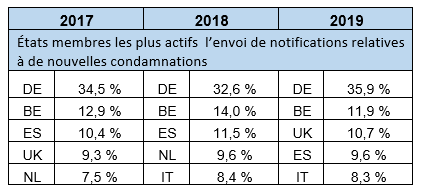 2017 2018 2019
États membres les plus actifs l'envoi de notifications relatives
à de nouvelles condamnations
DE 34,5 % DE 32,6 % DE 35,9 %
BE 12,9 % BE 14,0 % BE 11,9 %
ES 10,4 % ES 11,5 % UK 10,7 %
UK 9,3 % NL 9,6 % ES 9,6 %
NL 7,5 % IT 8,4 % IT 8,3 %